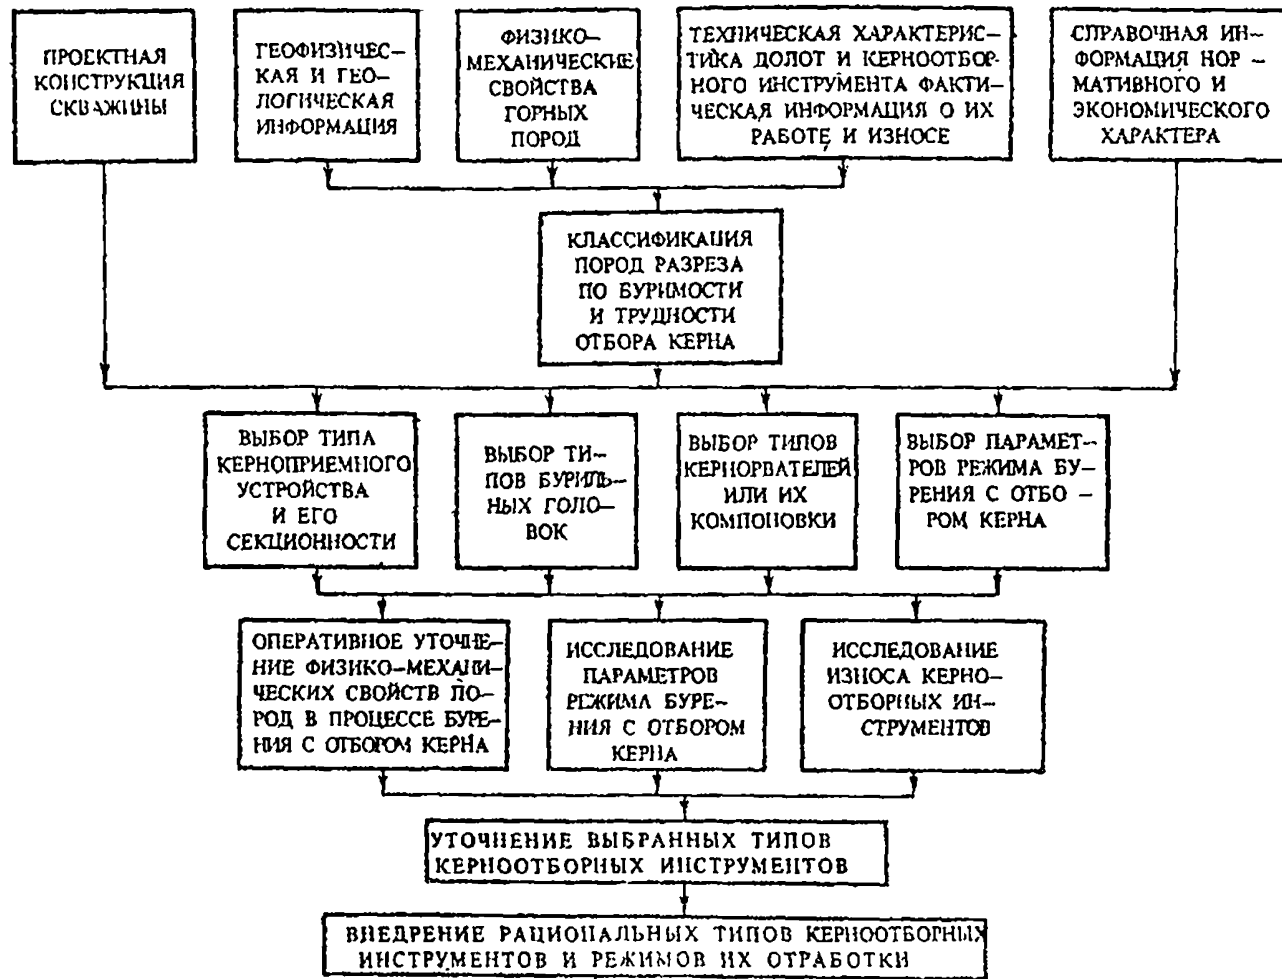 ПРОЕКТНАЯ
КОНСТРУКЦИЯ
СКВАЖИНЫ
ГЕОФИЗИЧЕС-
КАЯ И ГЕО-
ЛОГИЧЕСКАЯ
ИНФОРМАЦИЯ
ФИЗИКО-
МЕХАНИЧЕСКИЕ
СВОЙСТВА
ГОРНЫХ
ПОРОД
ТЕХНИЧЕСКАЯ ХАРАКТЕРИС-
ТИКА ДОЛОТ И КЕРНООТБОР-
НОГО ИНСТРУМЕНТА ФАКТИ-
ЧЕСКАЯ ИНФОРМАЦИЯ О ИХ
РАБОТЕ И ИЗНОСЕ
СПРАВОЧНАЯ ИН-
ФОРМАЦИЯ НОР-
МАТИВНОГО И
ЭКОНОМИЧЕСКОГО
ХАРАКТЕРА
КЛАССИФИКАЦИЯ
ПОРОД РАЗРЕЗА
ПО БУРИМОСТИ
И ТРУДНОСТИ
ОТБОРА КЕРНА
ВЫБОР ТИПА
КЕРНОПРИЕМНОГО
УСТРОЙСТВА
И ЕГО
СЕКЦИОННОСТИ
ВЫБОР ТИ-
ПОВ БУРИЛЬ-
НЫХ ГОЛО-
ВОК
ВЫБОР ТИПОВ
КЕРНОРВАТЕЛЕЙ
ИЛИ ИХ
КОМПОНОВКИ
ВЫБОР ПАРАМЕТ-
РОВ РЕЖИМА БУ-
РЕНИЯ С ОТБО-
РОМ КЕРНА
ОПЕРАТИВНОЕ УТОЧНЕ-
НИЕ ФИЗИКО-МЕХАНИ-
ЧЕСКИХ СВОЙСТВ ПО-
РОД В ПРОЦЕССЕ БУРЕ-
НИЯ С ОТБОРОМ КЕРНА
ИССЛЕДОВАНИЕ
ПАРАМЕТРОВ
РЕЖИМА БУРЕ-
НИЯ С ОТБОРОМ
КЕРНА
ИССЛЕДОВАНИЕ
ИЗНОСА КЕРНО-
ОТБОРНЫХ ИН-
СТРУМЕНТОВ
УТОЧНЕНИЕ ВЫБРАННЫХ ТИПОВ
КЕРНООТБОРНЫХ ИНСТРУМЕНТОВ
ВНЕДРЕНИЕ РАЦИОНАЛЬНЫХ ТИПОВ КЕРНООТБОРНЫХ
ИНСТРУМЕНТОВ И РЕЖИМОВ ИХ ОТРАБОТКИ